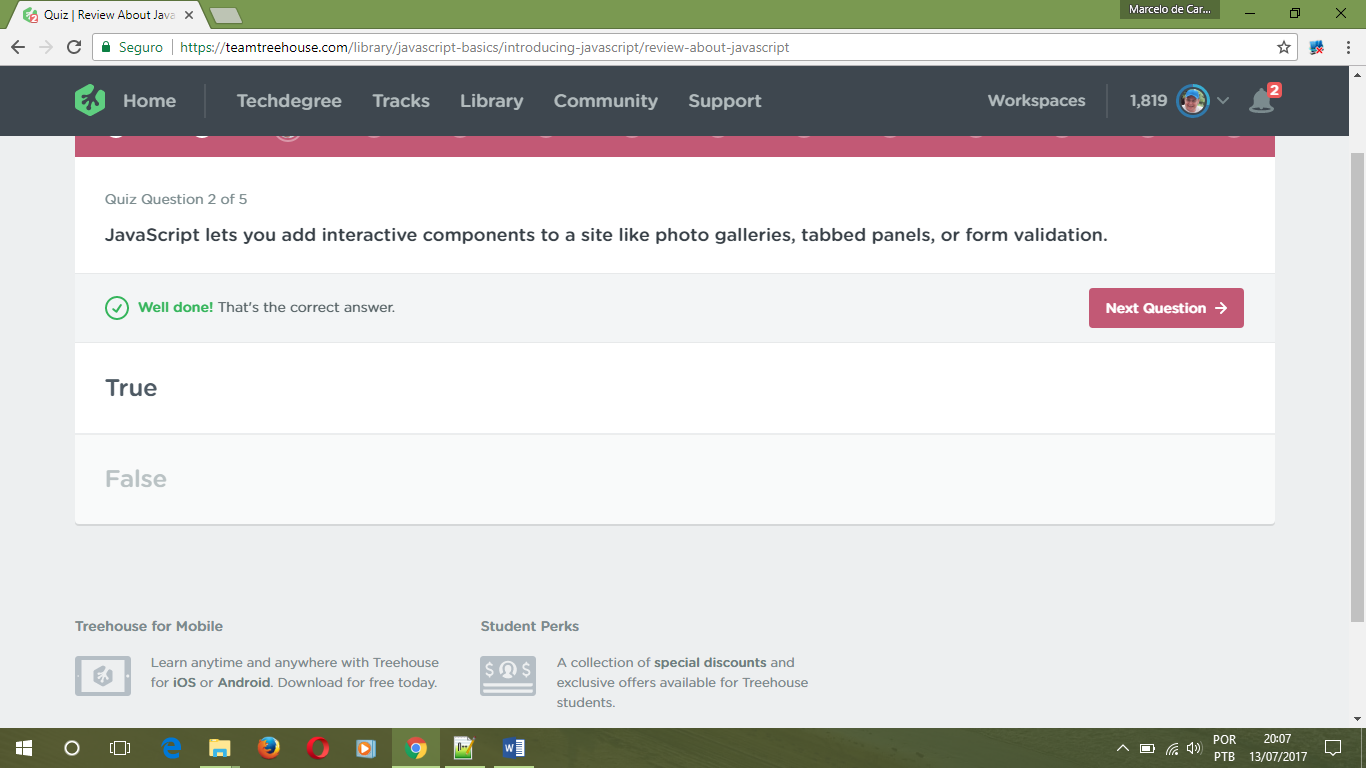 Quiz | Review About Java
Marcelo de Car...
Seguro
https://teamtreehouse.com/library/javascript-basics/introducing-javascript/review-about-javascript
Home
Techdegree
Tracks
Library
Community
Support
Workspaces
1,819
2
Quiz Question 2 of 5
JavaScript lets you add interactive components to a site like photo galleries, tabbed panels, or form validation.
Well done! That's the correct answer.
Next Question
True
False
Treehouse for Mobile
Learn anytime and anywhere with Treehouse
for iOS or Android. Download for free today.
Student Perks
A collection of special discounts and
exclusive offers available for Treehouse
students.
POR
PTB
20:07
13/07/2017